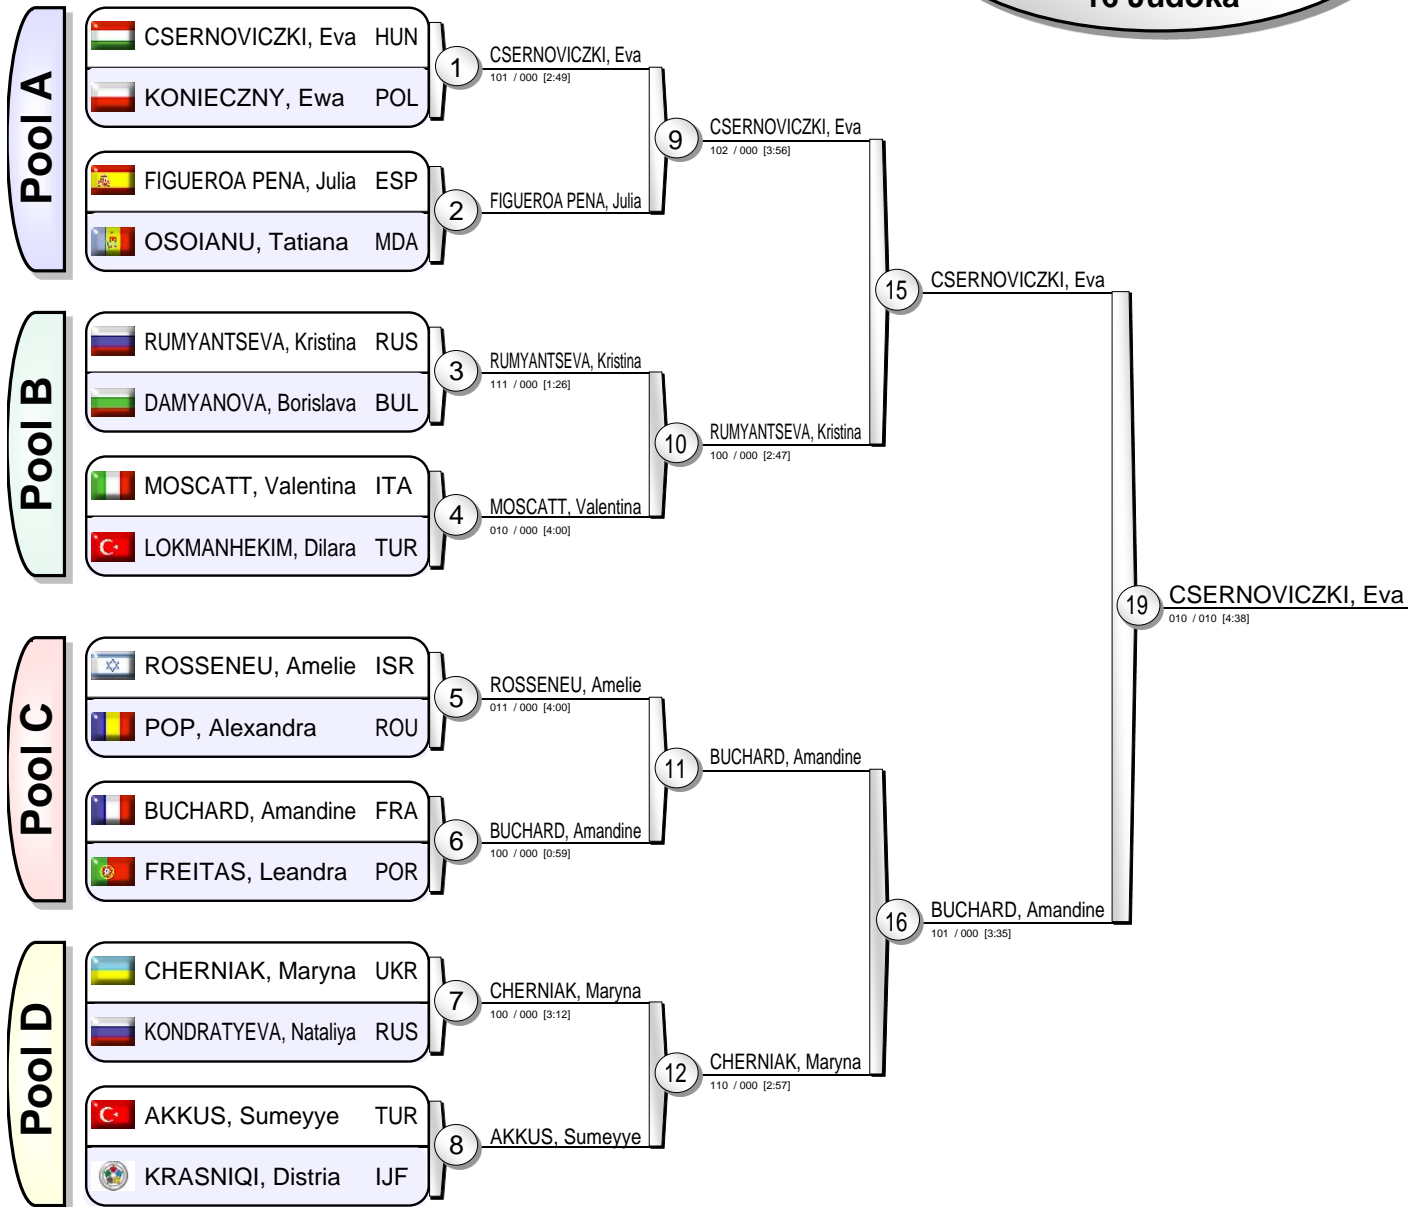 16 Judoka
Pool A
CSERNOVICZKI, Eva HUN
KONIECZNY, Ewa POL
FIGUEROA PENA, Julia ESP
OSOIANU, Tatiana MDA
1
CSERNOVICZKI, Eva
101 / 000 [2:49]
2
FIGUEROA PENA, Julia
9
CSERNOVICZKI, Eva
102 / 000 [3:56]
Pool B
RUMYANTSEVA, Kristina RUS
DAMYANOVA, Borislava BUL
MOSCATT, Valentina ITA
LOKMANHEKIM, Dilara TUR
3
RUMYANTSEVA, Kristina
111 / 000 [1:26]
4
MOSCATT, Valentina
010 / 000 [4:00]
10
RUMYANTSEVA, Kristina
100 / 000 [2:47]
15
CSERNOVICZKI, Eva
Pool C
ROSSENEU, Amelie ISR
POP, Alexandra ROU
BUCHARD, Amandine FRA
FREITAS, Leandra POR
5
ROSSENEU, Amelie
011 / 000 [4:00]
6
BUCHARD, Amandine
100 / 000 [0:59]
11
BUCHARD, Amandine
Pool D
CHERNIAK, Maryna UKR
KONDRATYEVA, Nataliya RUS
AKKUS, Sumeyye TUR
KRASNIQI, Distria IJF
7
CHERNIAK, Maryna
100 / 000 [3:12]
8
AKKUS, Sumeyye
12
CHERNIAK, Maryna
110 / 000 [2:57]
16
BUCHARD, Amandine
101 / 000 [3:35]
19
CSERNOVICZKI, Eva
010 / 010 [4:38]